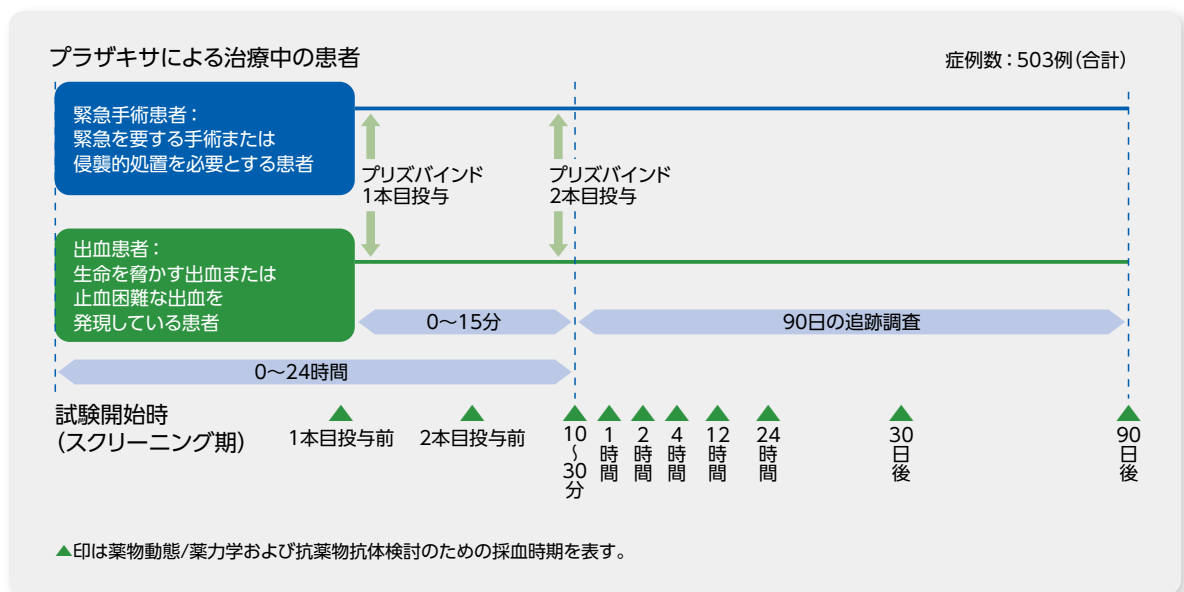 プラザキサによる治療中の患者
症例数：503例(合計)
緊急手術患者：
緊急を要する手術または
侵襲的処置を必要とする患者
プリズバインド
1本目投与
プリズバインド
2本目投与
出血患者：
生命を脅かす出血または
止血困難な出血を
発現している患者
0〜15分
90日の追跡調査
0〜24時間
試験開始時
(スクリーニング期)
1本目投与前
2本目投与前
10〜30分
1時間
2時間
4時間
12時間
24時間
30日後
90日後
▲印は薬物動態/薬力学および抗薬物抗体検討のための採血時期を表す。